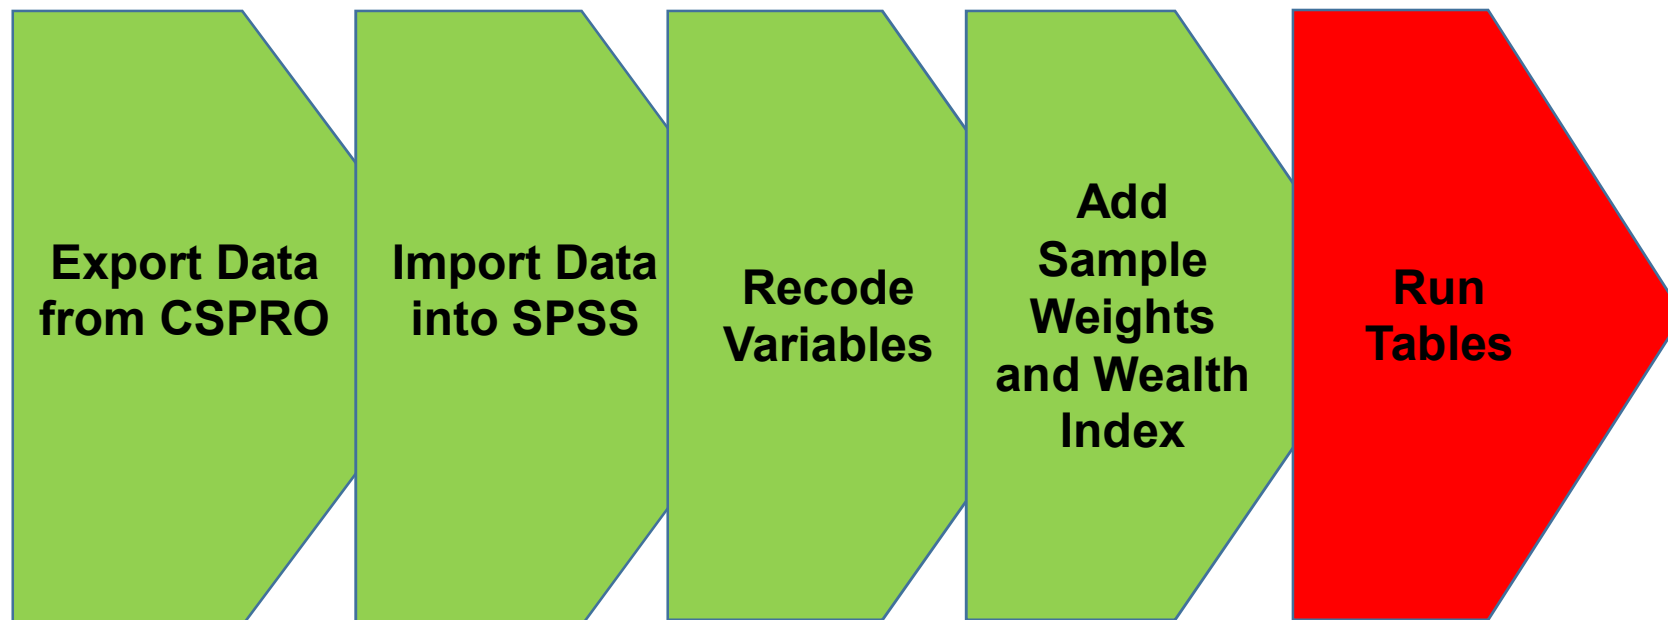 Export Data
from CSPRO
Import Data
into SPSS
Recode
Variables
Add
Sample
Weights
and Wealth
Index
Run
Tables